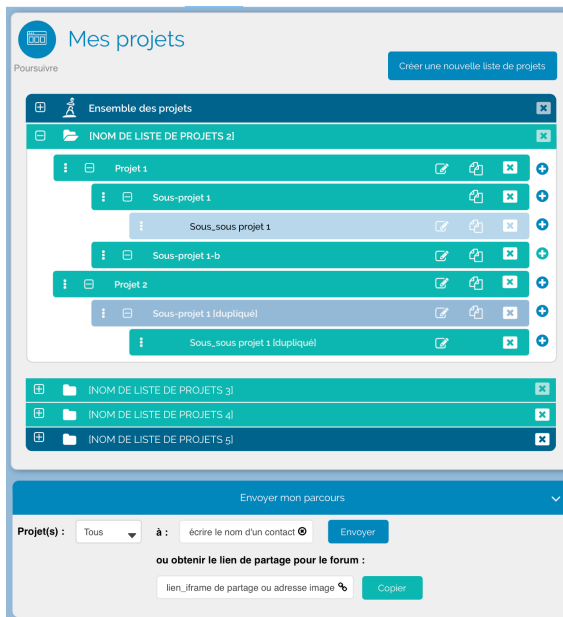 Mes projets
Poursuivre
Créer une nouvelle liste de projets
Ensemble des projets
[NOM DE LISTE DE PROJETS 2]
Projet 1
Sous-projet 1
Sous_sous projet 1
Sous-projet 1-b
Projet 2
Sous-projet 1 [dupliqué]
Sous_sous projet 1 [dupliqué]
[NOM DE LISTE DE PROJETS 3]
[NOM DE LISTE DE PROJETS 4]
[NOM DE LISTE DE PROJETS 5]
Envoyer mon parcours
Projet(s) : Tous à : écrire le nom d'un contact Envoyer
ou obtenir le lien de partage pour le forum :
lien_iframe de partage ou adresse image Copier